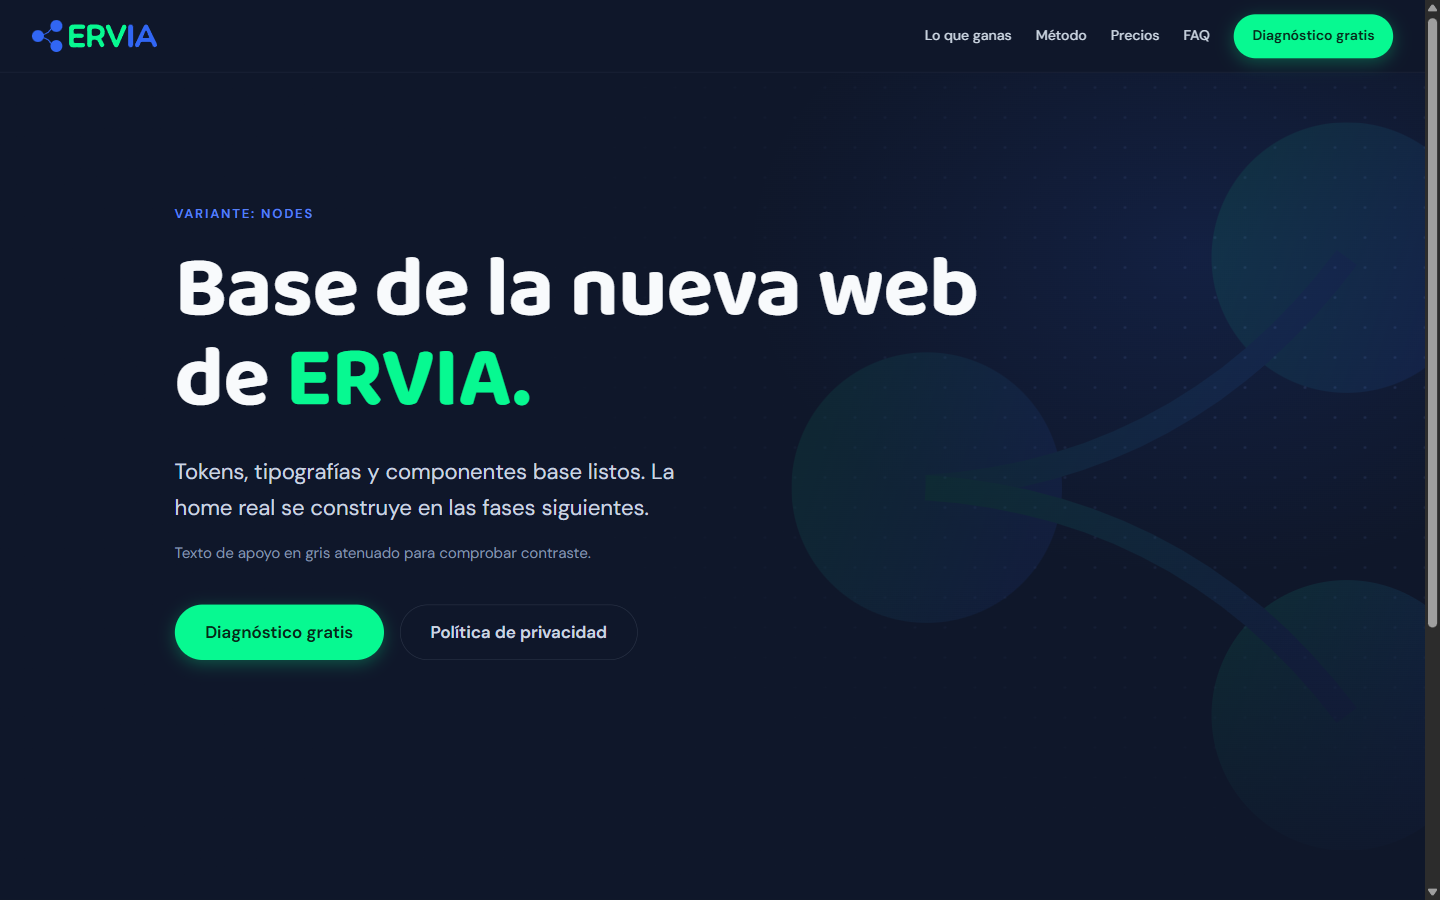 ERVIA
Lo que ganas
Método
Precios
FAQ
Diagnóstico gratis
VARIANTE: NODES
Base de la nueva web
de ERVIA.
Tokens, tipografías y componentes base listos. La
home real se construye en las fases siguientes.
Texto de apoyo en gris atenuado para comprobar contraste.
Diagnóstico gratis
Política de privacidad